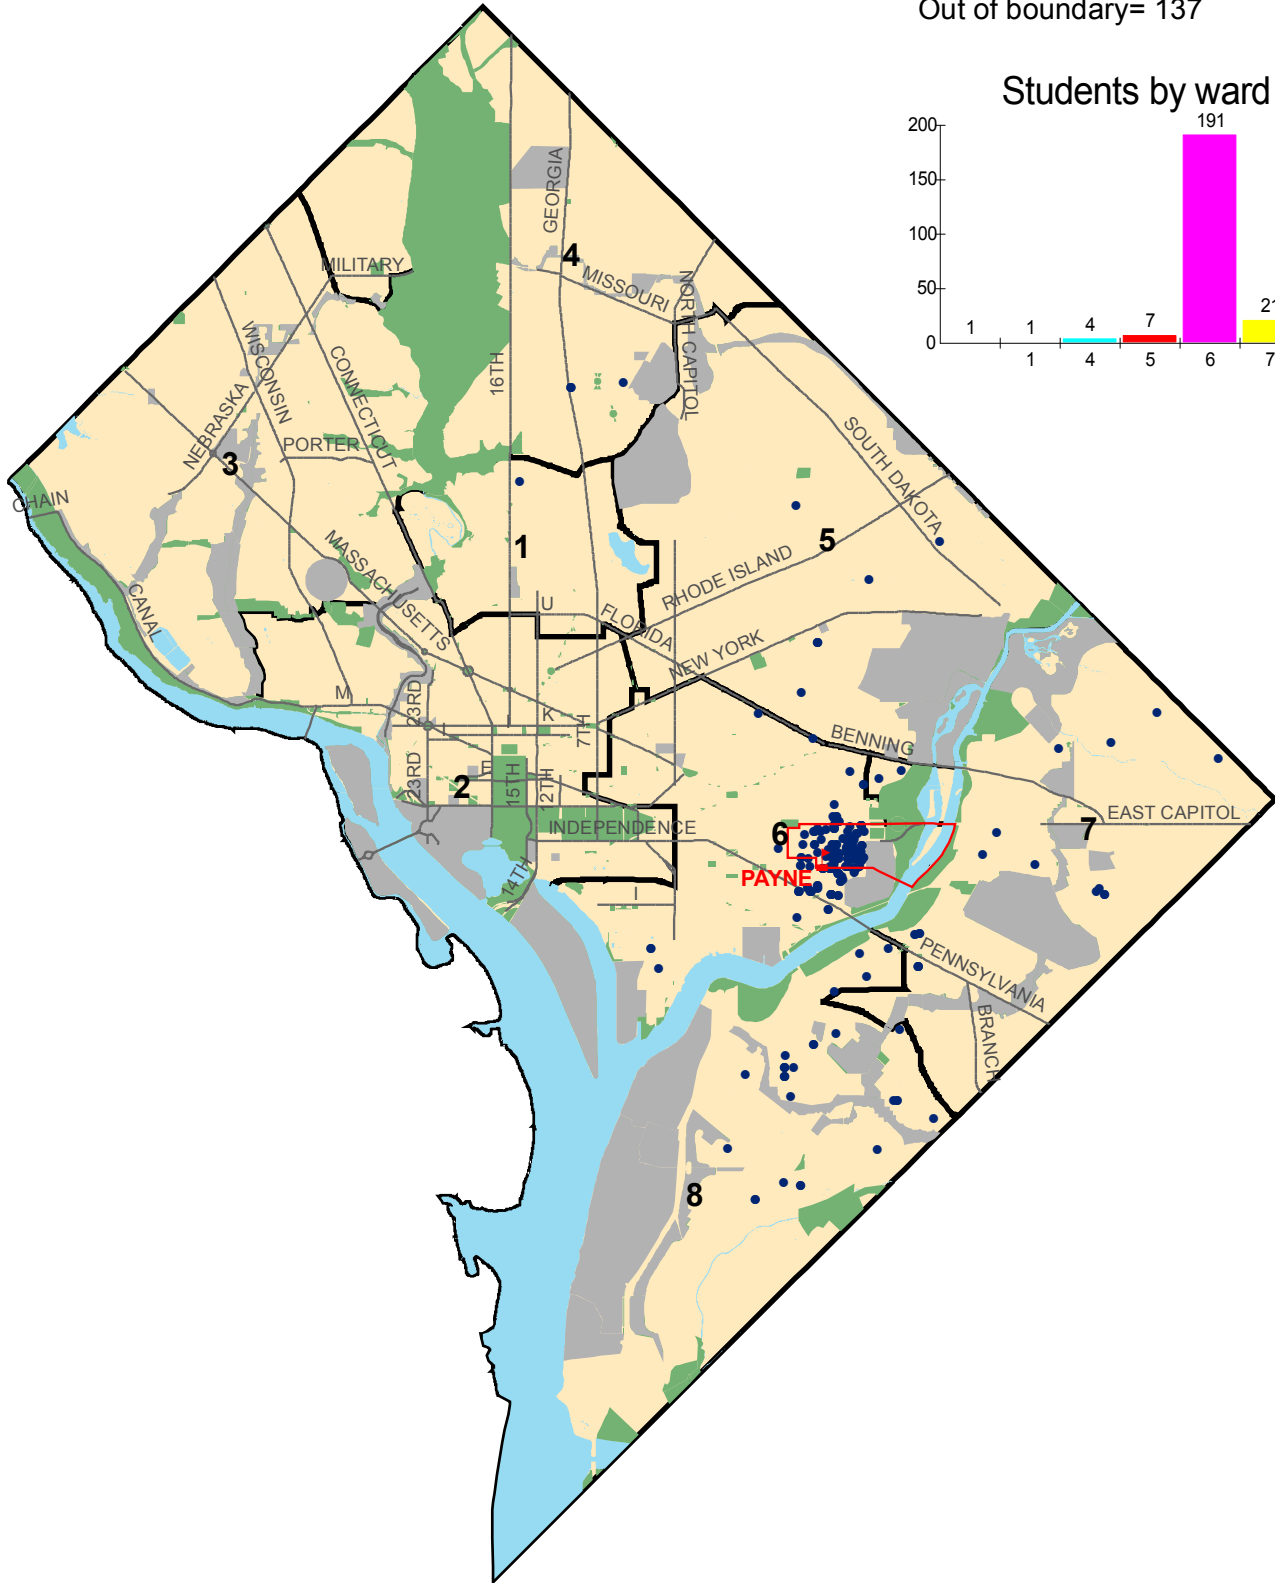 Out of boundary= 137
Students by ward
200
150
100
50
0
1
1
4
7
191
21
1
4
5
6
7
GEORGIA
4
MILITARY
MISSOURI
NORTH CAPITOL
WISCONSIN
CONNECTICUT
16TH
NEBRASKA
PORTER
3
SOUTH DAKOTA
CHAIN
MASSACHUSETTS
1
5
RHODE ISLAND
CANAL
U
FLORIDA
NEW YORK
M
23RD
K
7TH
BENNING
E
23RD
2
15TH
12TH
EAST CAPITOL
INDEPENDENCE
6
7
14TH
PAYNE
I
PENNSYLVANIA
BRANCH
8